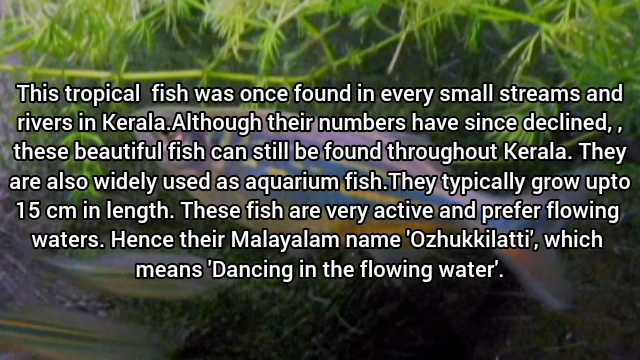 This tropical  fish was once found in every small streams and
rivers in Kerala.Although their numbers have since declined, ,
these beautiful fish can still be found throughout Kerala. They
are also widely used as aquarium fish.They typically grow upto
15 cm in length. These fish are very active and prefer flowing
waters. Hence their Malayalam name 'Ozhukkilatti', which
means 'Dancing in the flowing water'.